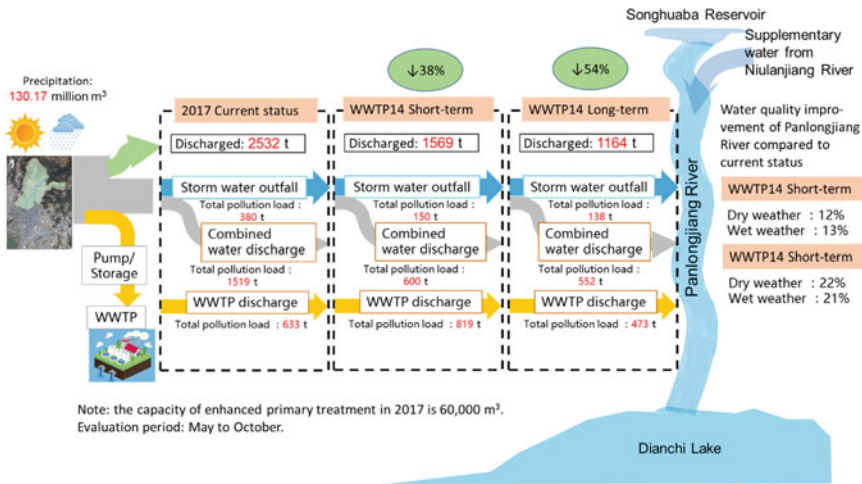 Songhuaba Reservoir
Supplementary
water from
Niulanjiang River
↓38%
↓54%
Precipitation:
130.17 million m³
2017 Current status
WWTP14 Short-term
WWTP14 Long-term
Discharged: 2532 t
Discharged: 1569 t
Discharged: 1164 t
Storm water outfall
Total pollution load :
380 t
Storm water outfall
Total pollution load :
150 t
Storm water outfall
Total pollution load :
138 t
Combined
water discharge
Total pollution load :
1519 t
Combined
water discharge
Total pollution load :
600 t
Combined
water discharge
Total pollution load :
552 t
Pump/
Storage
WWTP
WWTP discharge
Total pollution load : 633 t
WWTP discharge
Total pollution load : 819 t
WWTP discharge
Total pollution load : 473 t
Panlongjiang River
Water quality impro-
vement of Panlongjiang
River compared to
current status
WWTP14 Short-term
Dry weather : 12%
Wet weather : 13%
WWTP14 Short-term
Dry weather : 22%
Wet weather : 21%
Note: the capacity of enhanced primary treatment in 2017 is 60,000 m³.
Evaluation period: May to October.
Dianchi Lake